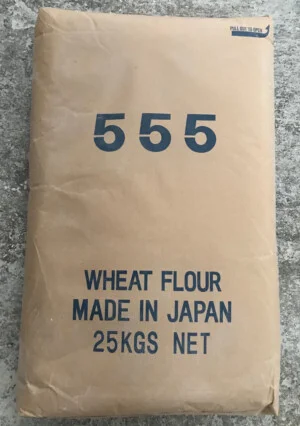 555
WHEAT FLOUR
MADE IN JAPAN
25KGS NET